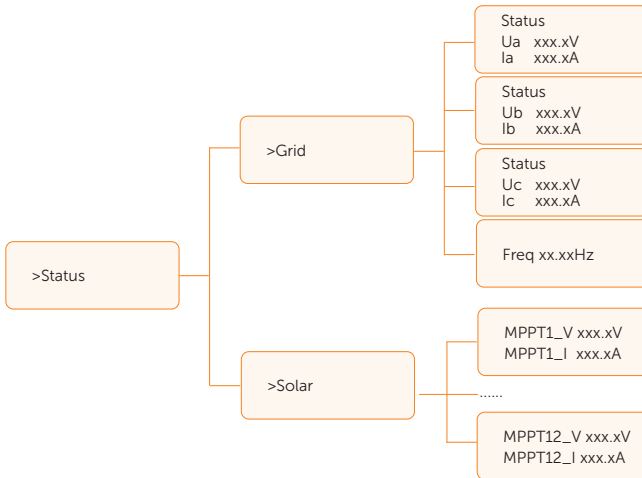 Status
Ua xxx.xV
Ia xxx.xA
Status
Ub xxx.xV
Ib xxx.xA
>Grid
Status
Uc xxx.xV
Ic xxx.xA
Freq xx.xxHz
>Status
MPPT1_V xxx.xV
MPPT1_I xxx.xA
>Solar
......
MPPT12_V xxx.xV
MPPT12_I xxx.xA